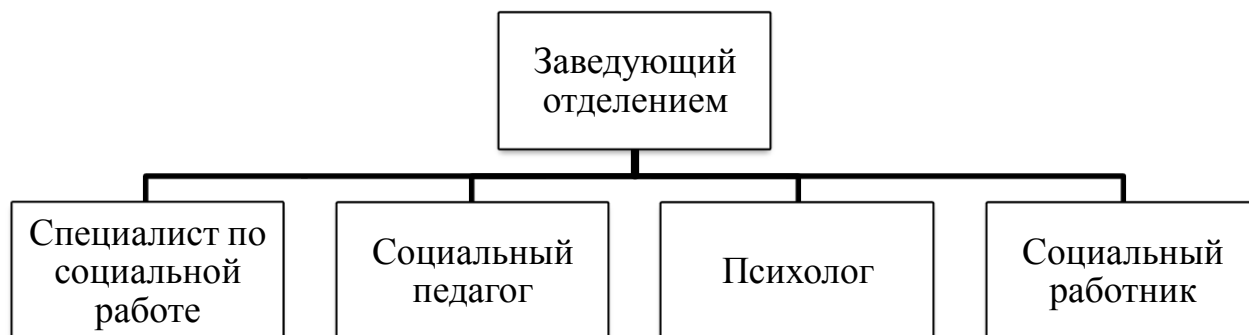 Заведующий
отделением
Специалист по
социальной
работе
Социальный
педагог
Психолог
Социальный
работник